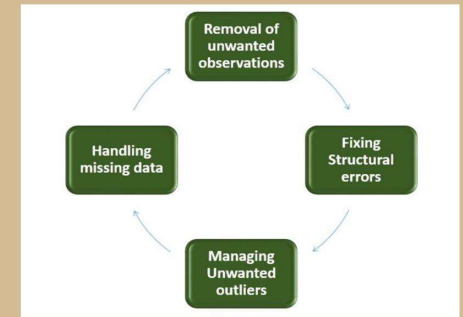 Removal of
unwanted
observations
Fixing
Structural
errors
Managing
Unwanted
outliers
Handling
missing data